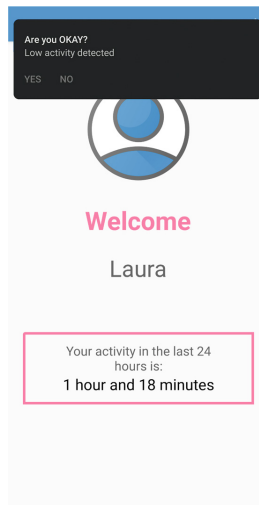 Are you OKAY?
Low activity detected
YES NO
Welcome
Laura
Your activity in the last 24
hours is:
1 hour and 18 minutes